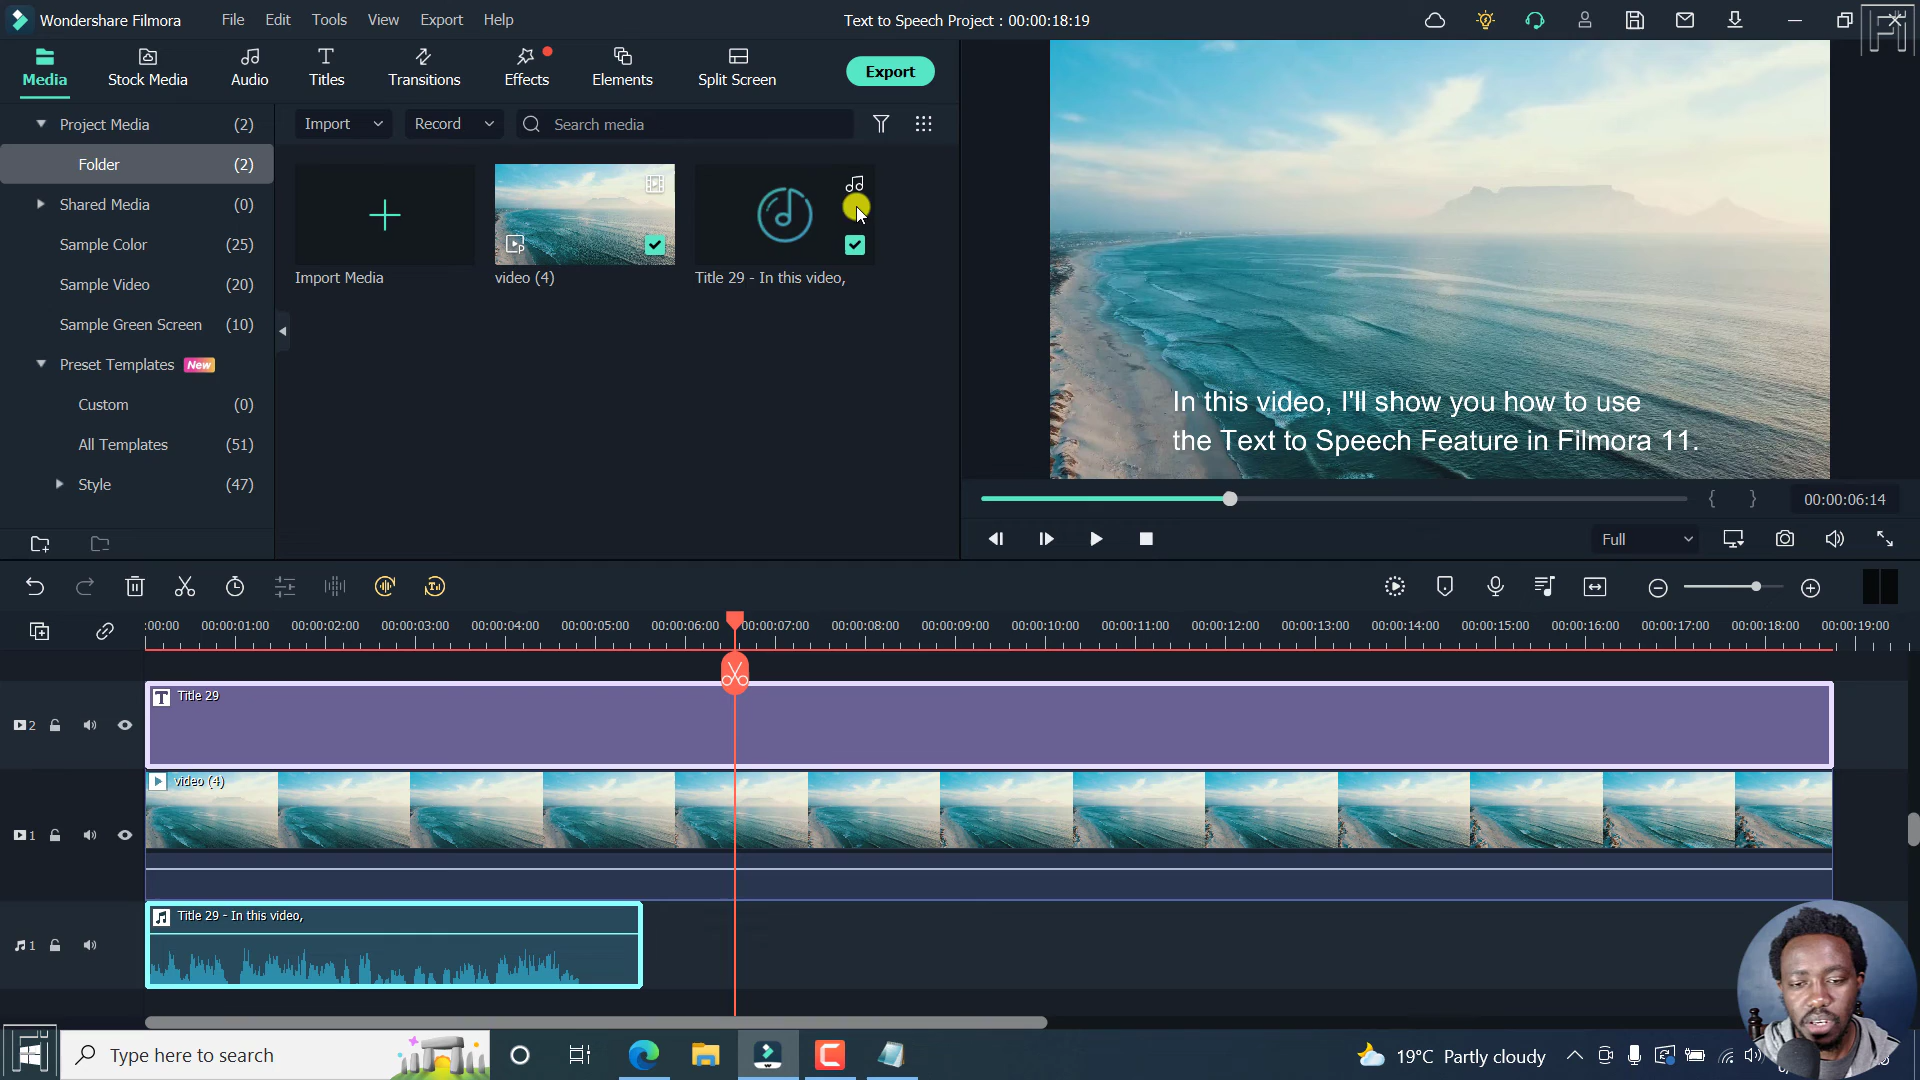 Wondershare Filmora
File
Edit
Tools
View
Export
Help
Text to Speech Project : 00:00:18:19
Media
Stock Media
Audio
Titles
Transitions
Effects
Elements
Split Screen
Export
Project Media (2)
Folder (2)
Shared Media (0)
Sample Color (25)
Sample Video (20)
Sample Green Screen (10)
Preset Templates New
Custom (0)
All Templates (51)
Style (47)
Import
Record
Search media
Import Media
video (4)
Title 29 - In this video,
In this video, I'll show you how to use
the Text to Speech Feature in Filmora 11.
00:00:06:14
Full
:00:00 00:00:01:00 00:00:02:00 00:00:03:00 00:00:04:00 00:00:05:00 00:00:06:00 00:00:07:00 00:00:08:00 00:00:09:00 00:00:10:00 00:00:11:00 00:00:12:00 00:00:13:00 00:00:14:00 00:00:15:00 00:00:16:00 00:00:17:00 00:00:18:00 00:00:19:00
2
Title 29
1
video (4)
1
Title 29 - In this video,
Type here to search
19°C Partly cloudy